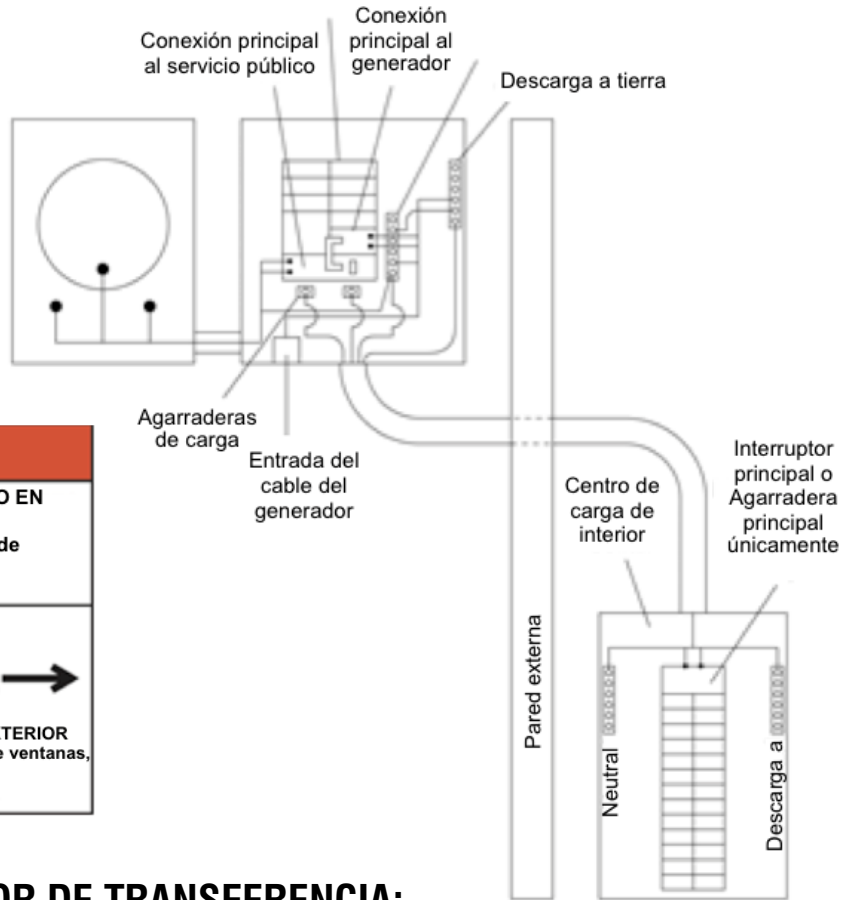 Conexión principal
al servicio público
Conexión
principal al
generador
Descarga a tierra
Agarraderas
de carga
Entrada del
cable del
generador
O EN
de
TERIOR
e ventanas,
Centro de
carga de
interior
Interruptor
principal o
Agarradera
principal
únicamente
Pared externa
Neutral
Descarga a
OR DE TRANSFERENCIA: